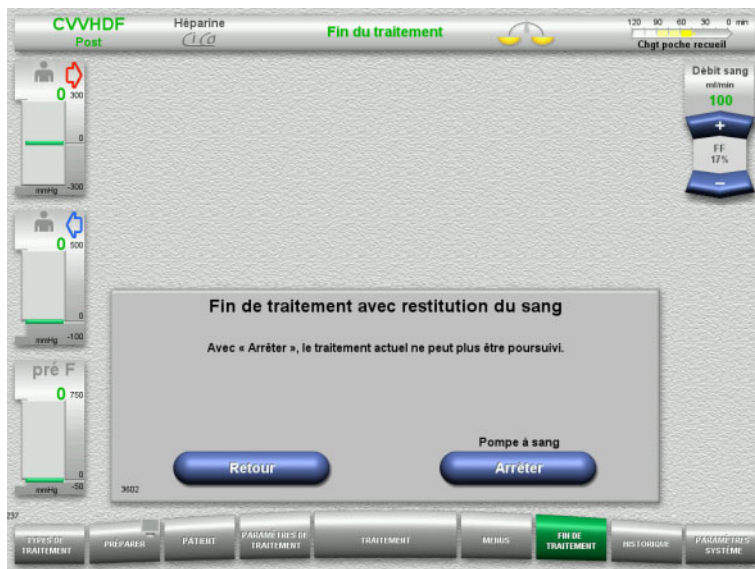 CVVHDF
Post
Héparine
Ci Ca
Fin du traitement
120 90 60 30 0 min
Chgt poche recueil
0 300
0
mmHg -300
0 500
0
mmHg -100
pré F
0 750
0
mmHg -50
Débit sang
ml/min
100
+
FF
17%
−
Fin de traitement avec restitution du sang
Avec « Arrêter », le traitement actuel ne peut plus être poursuivi.
Pompe à sang
Retour
Arrêter
3602
237
TYPES DE TRAITEMENT
PRÉPARER
PATIENT
PARAMÈTRES DE TRAITEMENT
TRAITEMENT
MENUS
FIN DE TRAITEMENT
HISTORIQUE
PARAMÈTRES SYSTÈME